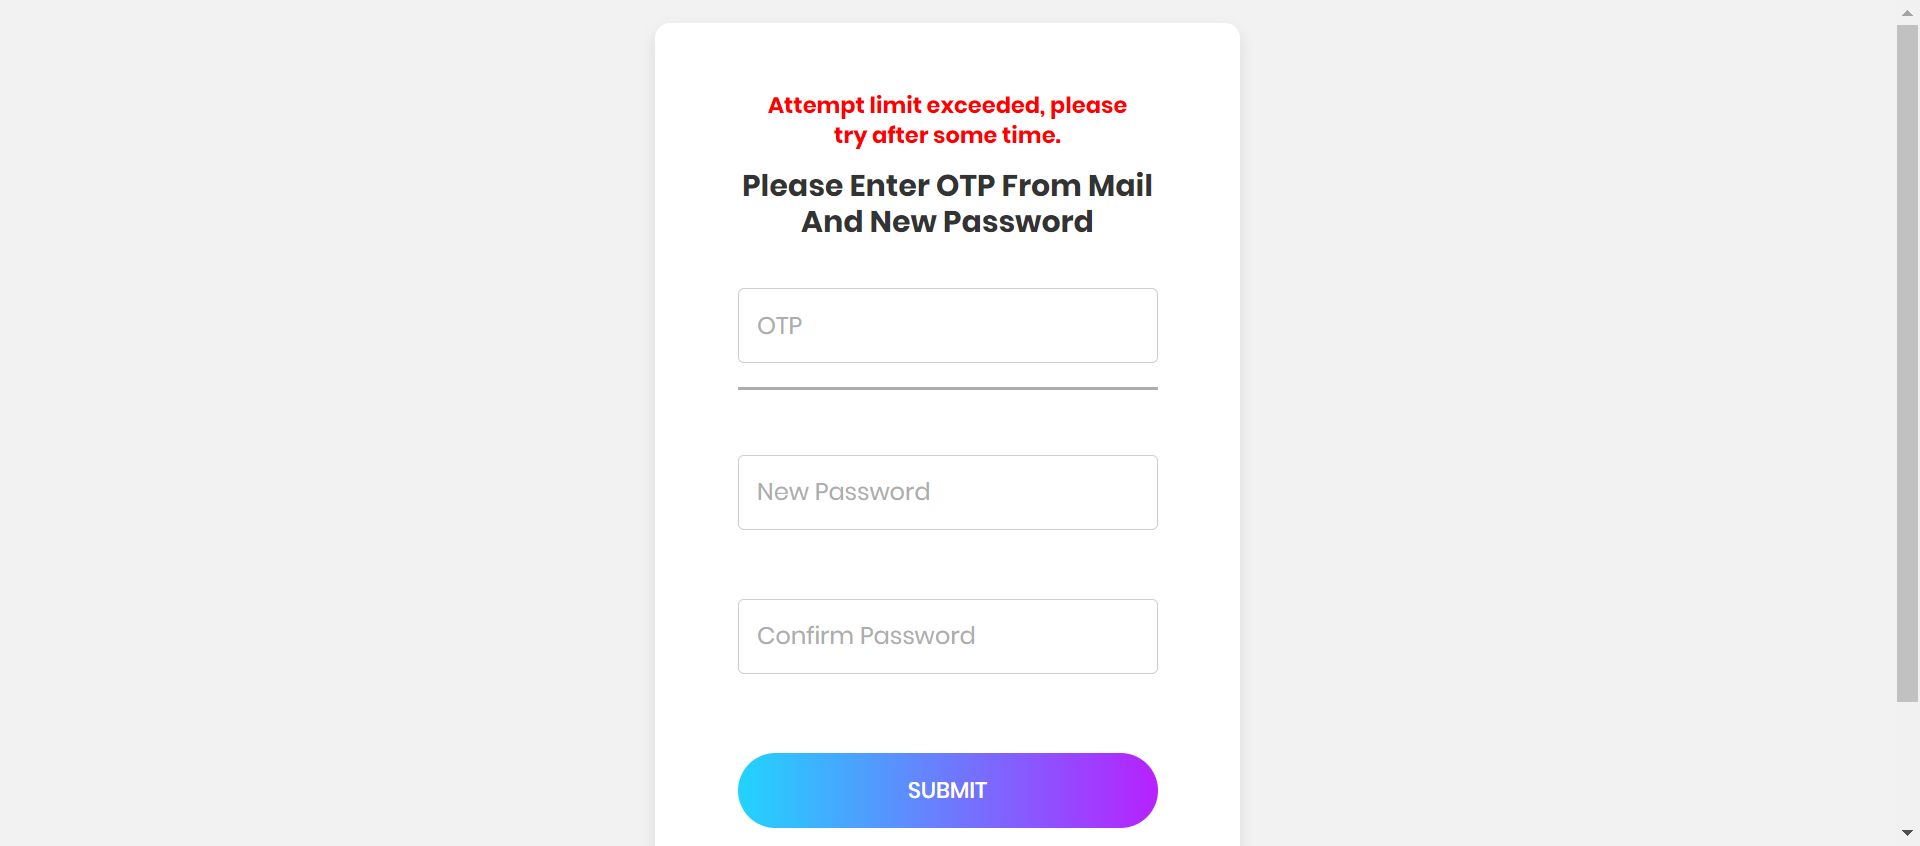 Attempt limit exceeded, please
try after some time.
Please Enter OTP From Mail
And New Password
OTP
New Password
Confirm Password
SUBMIT